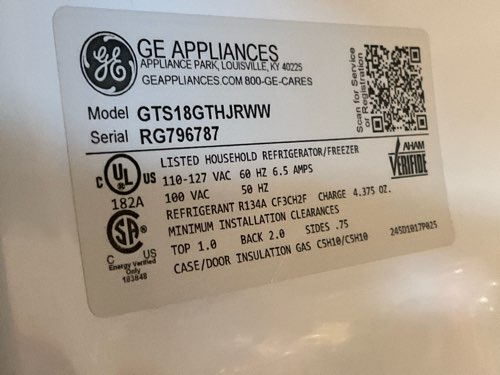 GE APPLIANCES
APPLIANCE PARK, LOUISVILLE, KY 40225
GEAPPLIANCES.COM 800-GE-CARES
Scan for Service
or Registration
Model GTS18GTHJRWW
Serial RG796787
AHAM
VERIFIDE
C UL US
182A
LISTED HOUSEHOLD REFRIGERATOR/FREEZER
110-127 VAC 60 HZ 6.5 AMPS
100 VAC 50 HZ
REFRIGERANT R134A CF3CH2F CHARGE 4.375 OZ.
MINIMUM INSTALLATION CLEARANCES
TOP 1.0 BACK 2.0 SIDES .75
CASE/DOOR INSULATION GAS C5H10/C5H10
245D1017P025
SA
C US
Energy Verified
Only
183848